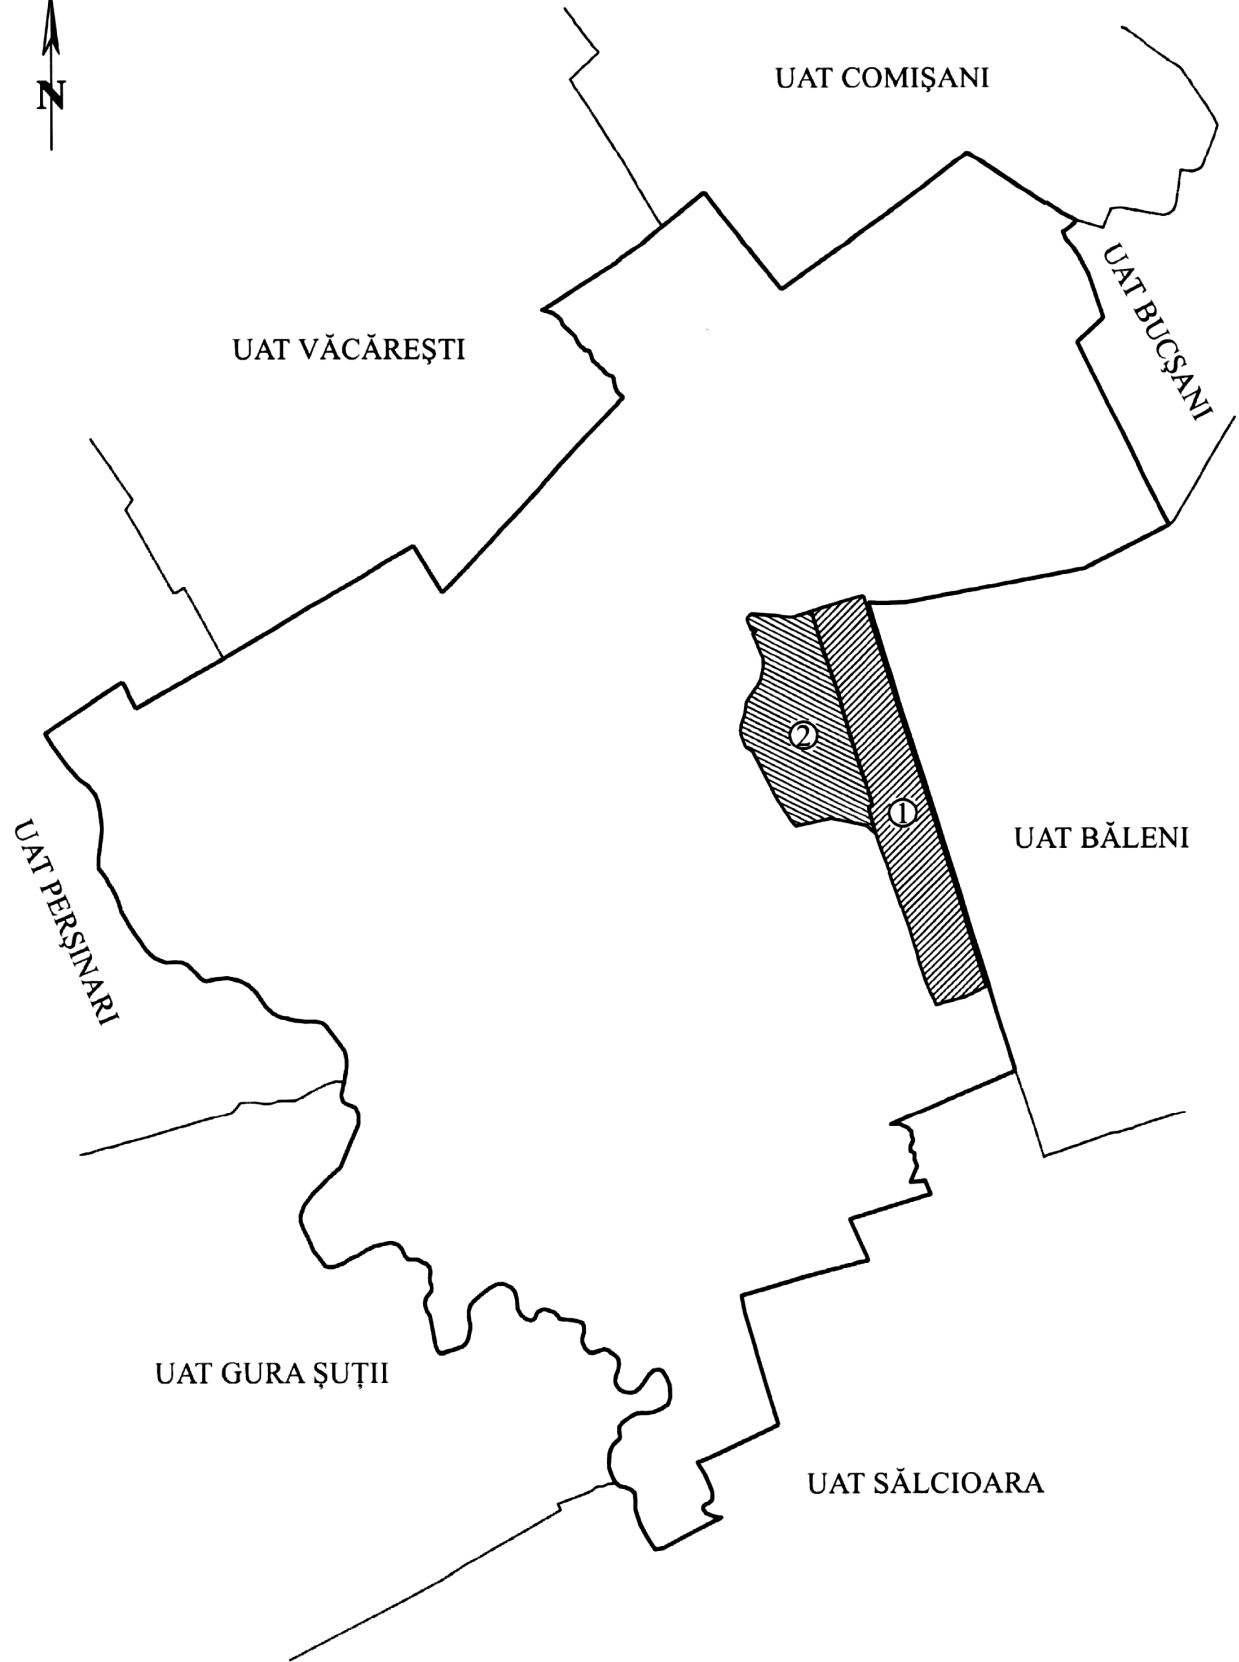 UAT COMIŞANI
N
UAT BUCŞANI
UAT VĂCĂREŞTI
2
1
UAT BĂLENI
UAT PERŞINARI
UAT GURA ŞUŢII
UAT SĂLCIOARA